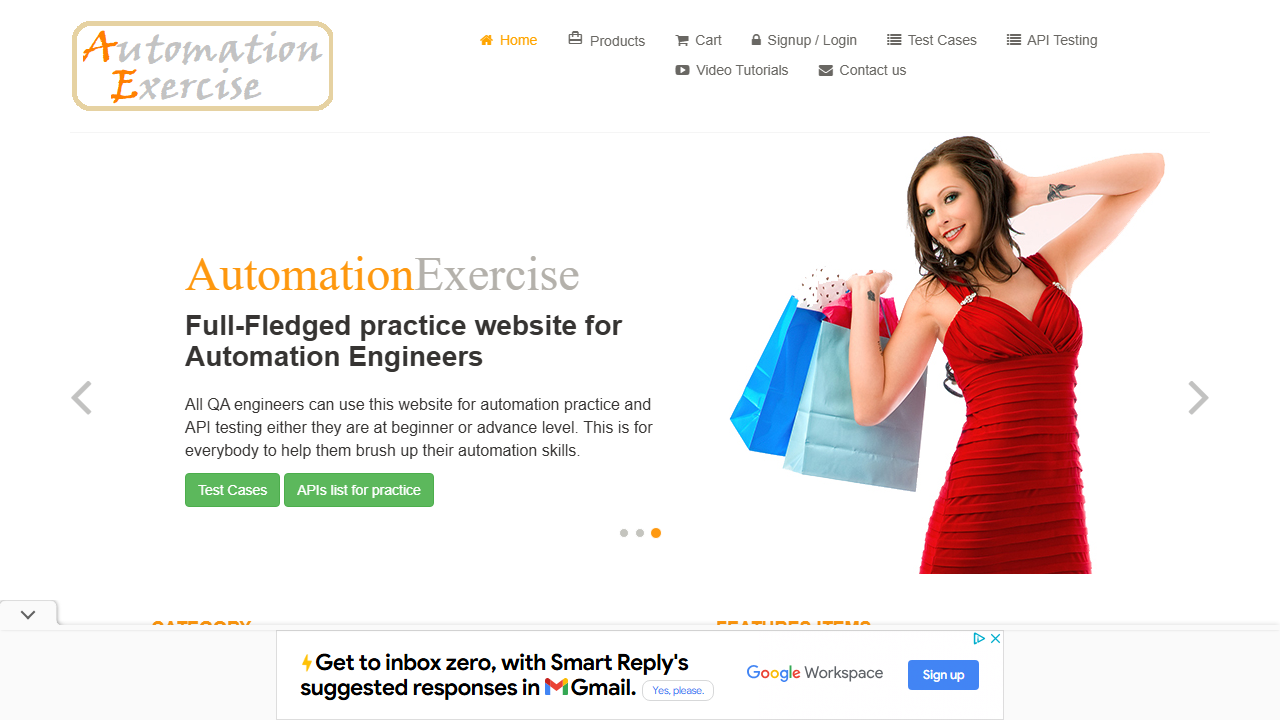 Automation
Exercise
Home
Products
Cart
Signup / Login
Test Cases
API Testing
Video Tutorials
Contact us
AutomationExercise
Full-Fledged practice website for
Automation Engineers
All QA engineers can use this website for automation practice and
API testing either they are at beginner or advance level. This is for
everybody to help them brush up their automation skills.
Test Cases
APIs list for practice
CATEGORY
FEATURES ITEMS
Get to inbox zero, with Smart Reply's
suggested responses in Gmail.
Yes, please.
Google Workspace
Sign up